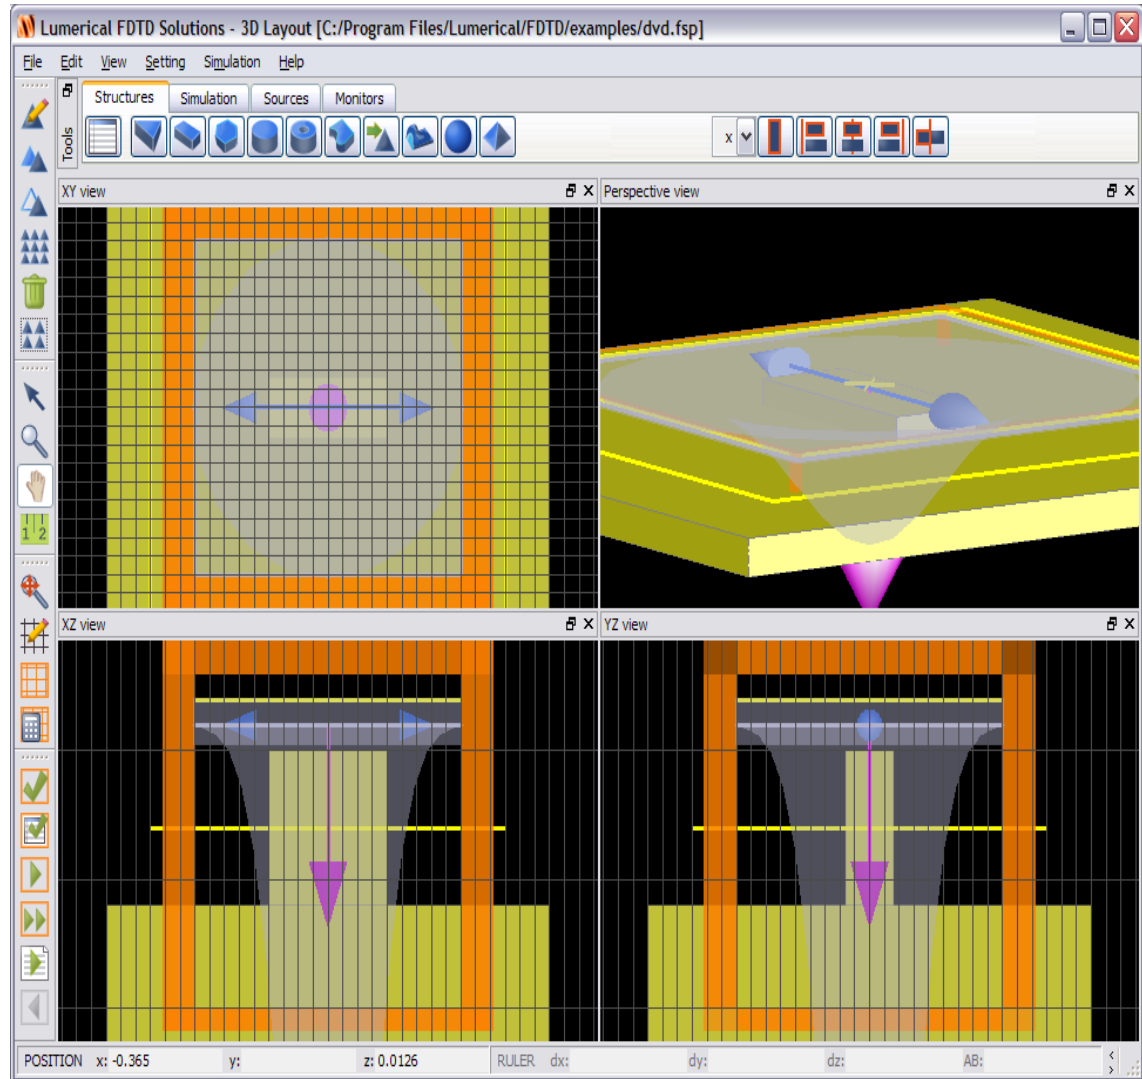 Lumerical FDTD Solutions - 3D Layout [C:/Program Files/Lumerical/FDTD/examples/dvd.fsp]
File Edit View Setting Simulation Help
Structures Simulation Sources Monitors
Tools
x
XY view
Perspective view
1 2
XZ view
YZ view
POSITION x: -0.365 y: z: 0.0126 RULER dx: dy: dz: AB: